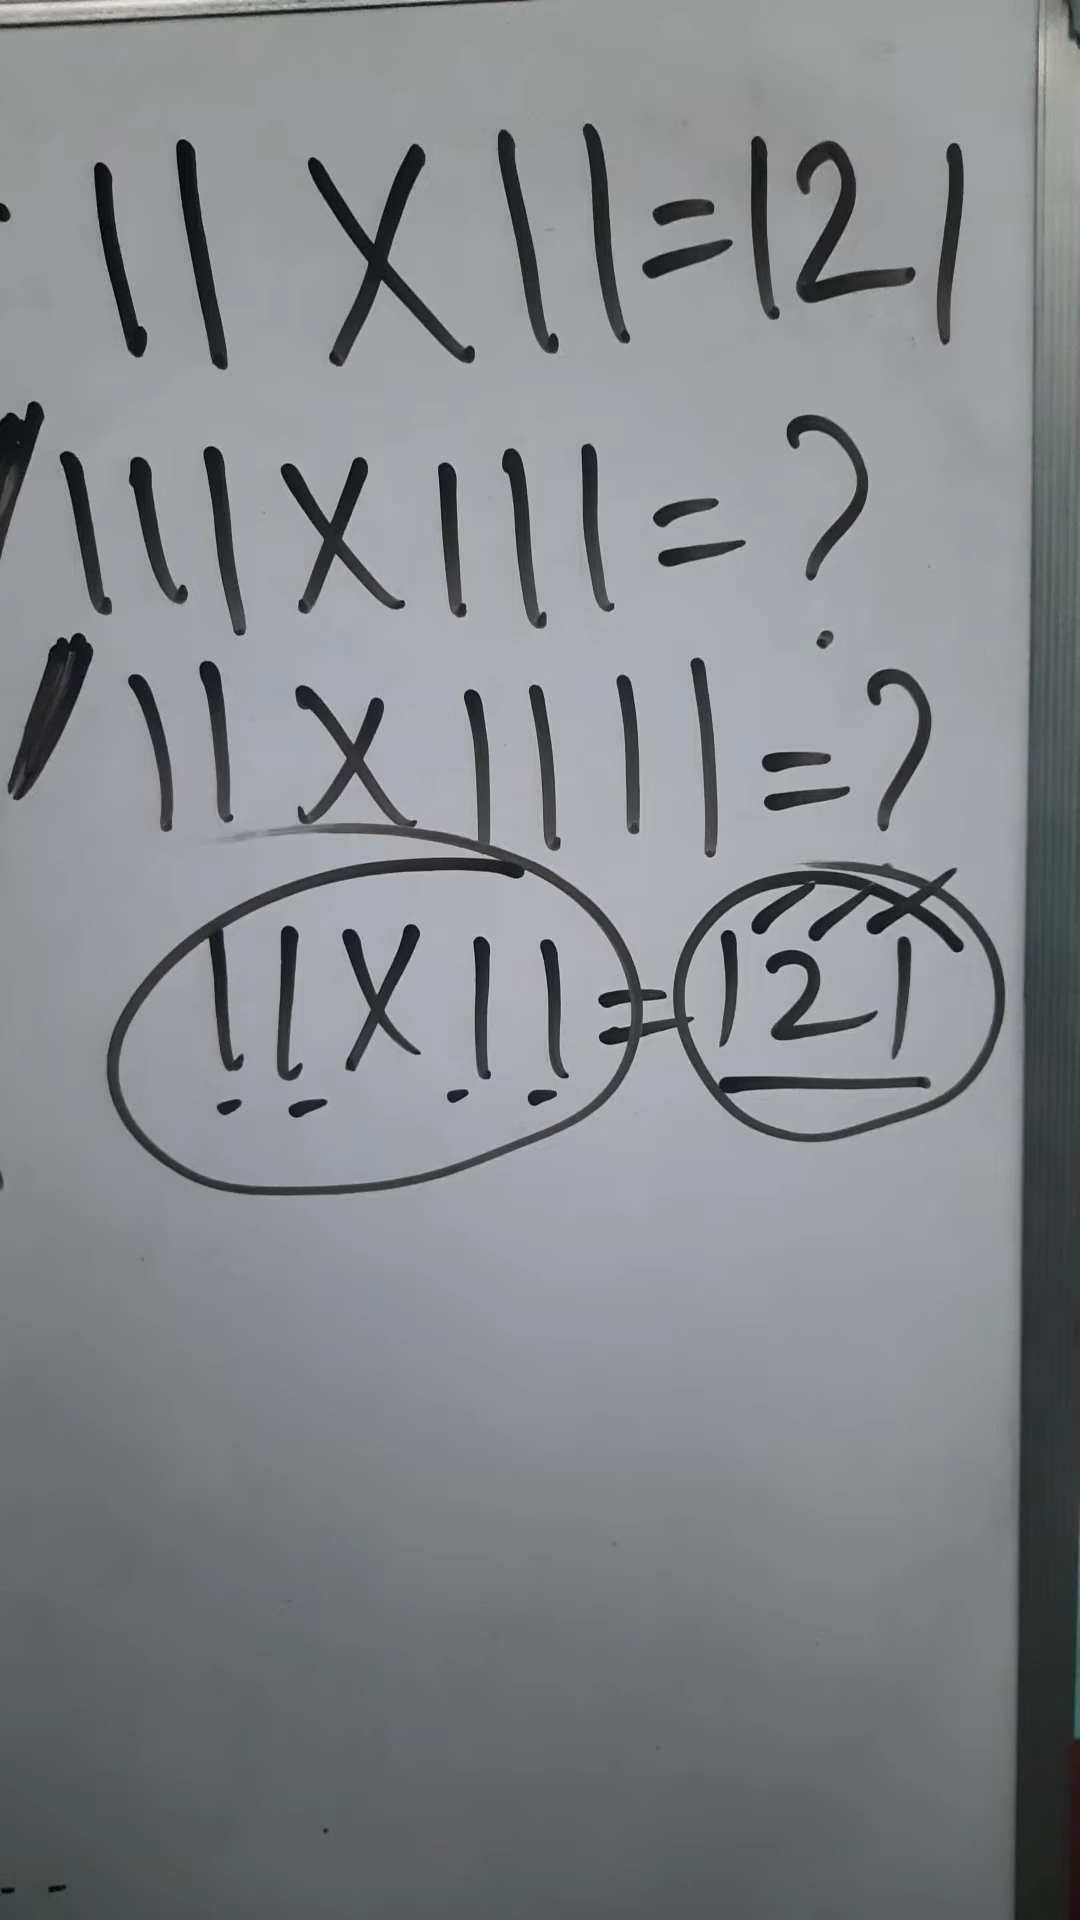 11 X 11 = 121
111 X 111 = ?
11 X 1111 = ?
11 X 11 = 121